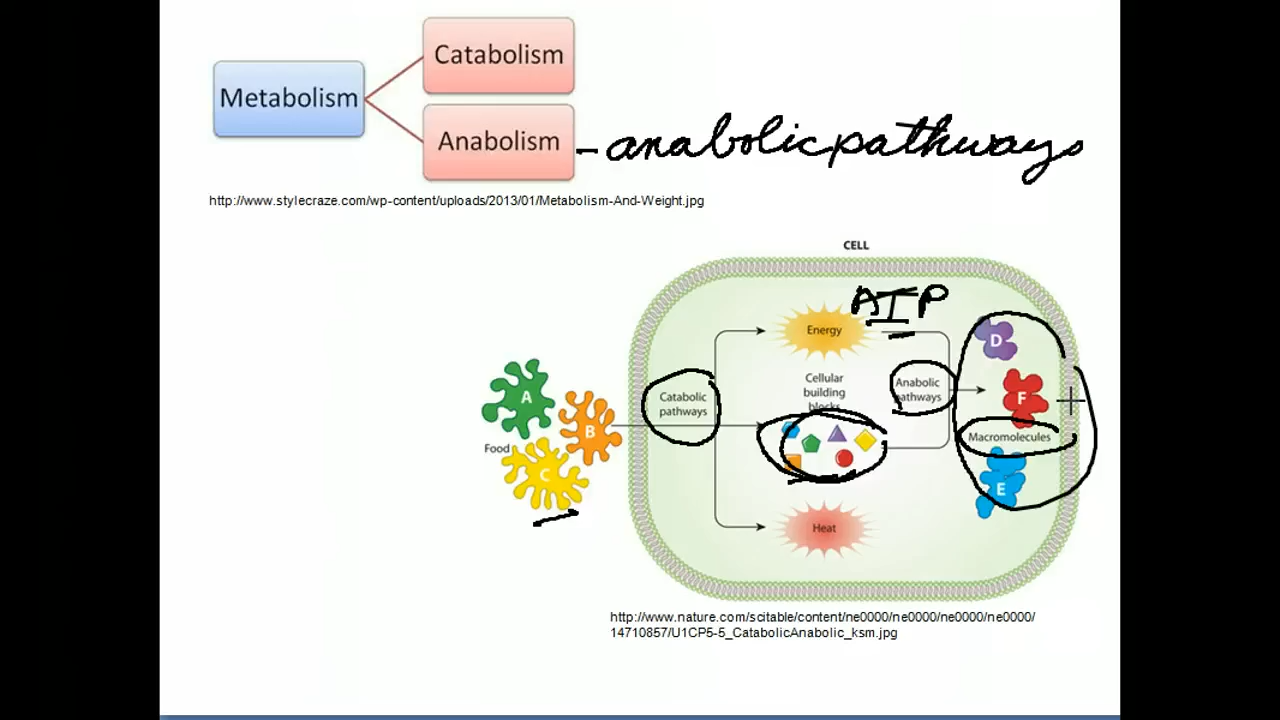 Catabolism
Metabolism
Anabolism
-anabolic pathways
http://www.stylecraze.com/wp-content/uploads/2013/01/Metabolism-And-Weight.jpg
CELL
ATP
Energy
D
Cellular
building
blocks
Anabolic
pathways
Catabolic
pathways
A
B
F
Food
Macromolecules
C
E
Heat
http://www.nature.com/scitable/content/ne0000/ne0000/ne0000/ne0000/
14710857/U1CP5-5_CatabolicAnabolic_ksm.jpg